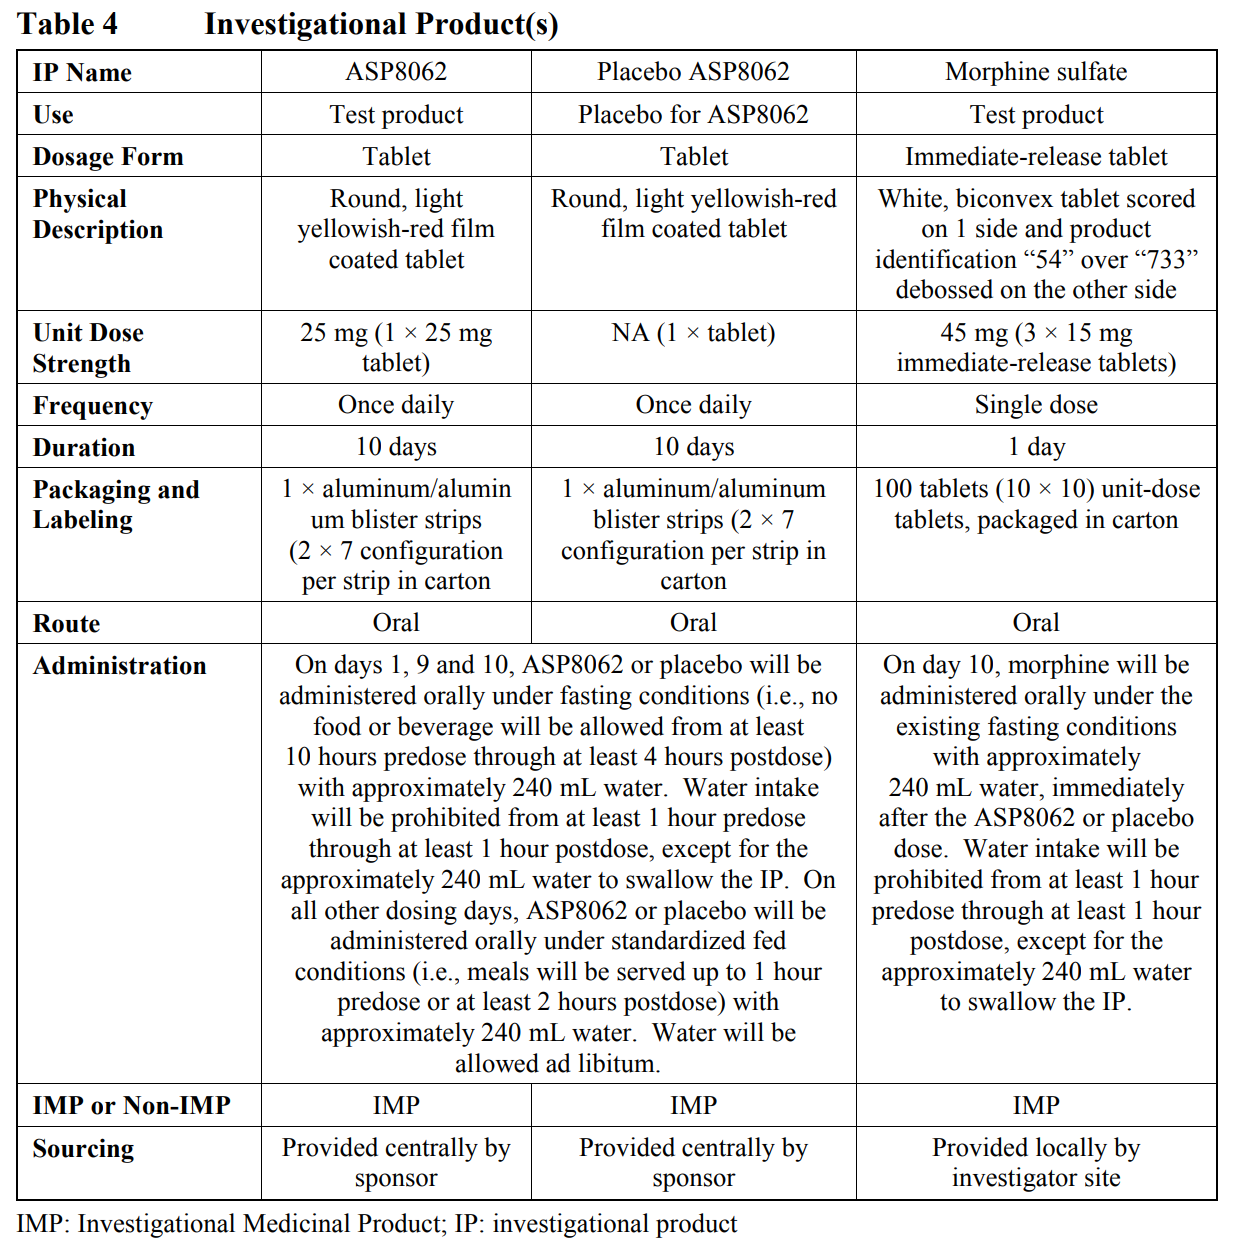 Table 4 Investigational Product(s)
IP Name ASP8062 Placebo ASP8062 Morphine sulfate
Use Test product Placebo for ASP8062 Test product
Dosage Form Tablet Tablet Immediate-release tablet
Physical
Description
Round, light
yellowish-red film
coated tablet
Round, light yellowish-red
film coated tablet
White, biconvex tablet scored
on 1 side and product
identification “54” over “733”
debossed on the other side
Unit Dose
Strength
25 mg (1 × 25 mg
tablet)
NA (1 × tablet)
45 mg (3 × 15 mg
immediate-release tablets)
Frequency Once daily Once daily Single dose
Duration 10 days 10 days 1 day
Packaging and
Labeling
1 × aluminum/alumin
um blister strips
(2 × 7 configuration
per strip in carton
1 × aluminum/aluminum
blister strips (2 × 7
configuration per strip in
carton
100 tablets (10 × 10) unit-dose
tablets, packaged in carton
Route Oral Oral Oral
Administration
On days 1, 9 and 10, ASP8062 or placebo will be
administered orally under fasting conditions (i.e., no
food or beverage will be allowed from at least
10 hours predose through at least 4 hours postdose)
with approximately 240 mL water. Water intake
will be prohibited from at least 1 hour predose
through at least 1 hour postdose, except for the
approximately 240 mL water to swallow the IP. On
all other dosing days, ASP8062 or placebo will be
administered orally under standardized fed
conditions (i.e., meals will be served up to 1 hour
predose or at least 2 hours postdose) with
approximately 240 mL water. Water will be
allowed ad libitum.
On day 10, morphine will be
administered orally under the
existing fasting conditions
with approximately
240 mL water, immediately
after the ASP8062 or placebo
dose. Water intake will be
prohibited from at least 1 hour
predose through at least 1 hour
postdose, except for the
approximately 240 mL water
to swallow the IP.
IMP or Non-IMP IMP IMP IMP
Sourcing
Provided centrally by
sponsor
Provided centrally by
sponsor
Provided locally by
investigator site
IMP: Investigational Medicinal Product; IP: investigational product